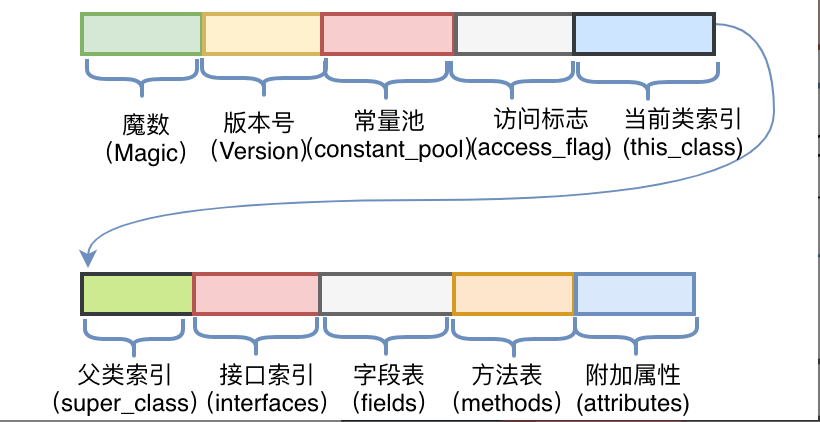 魔数 版本号 常量池 访问标志 当前类索引
(Magic) (Version) (constant_pool) (access_flag) (this_class)
父类索引 接口索引 字段表 方法表 附加属性
(super_class) (interfaces) (fields) (methods) (attributes)